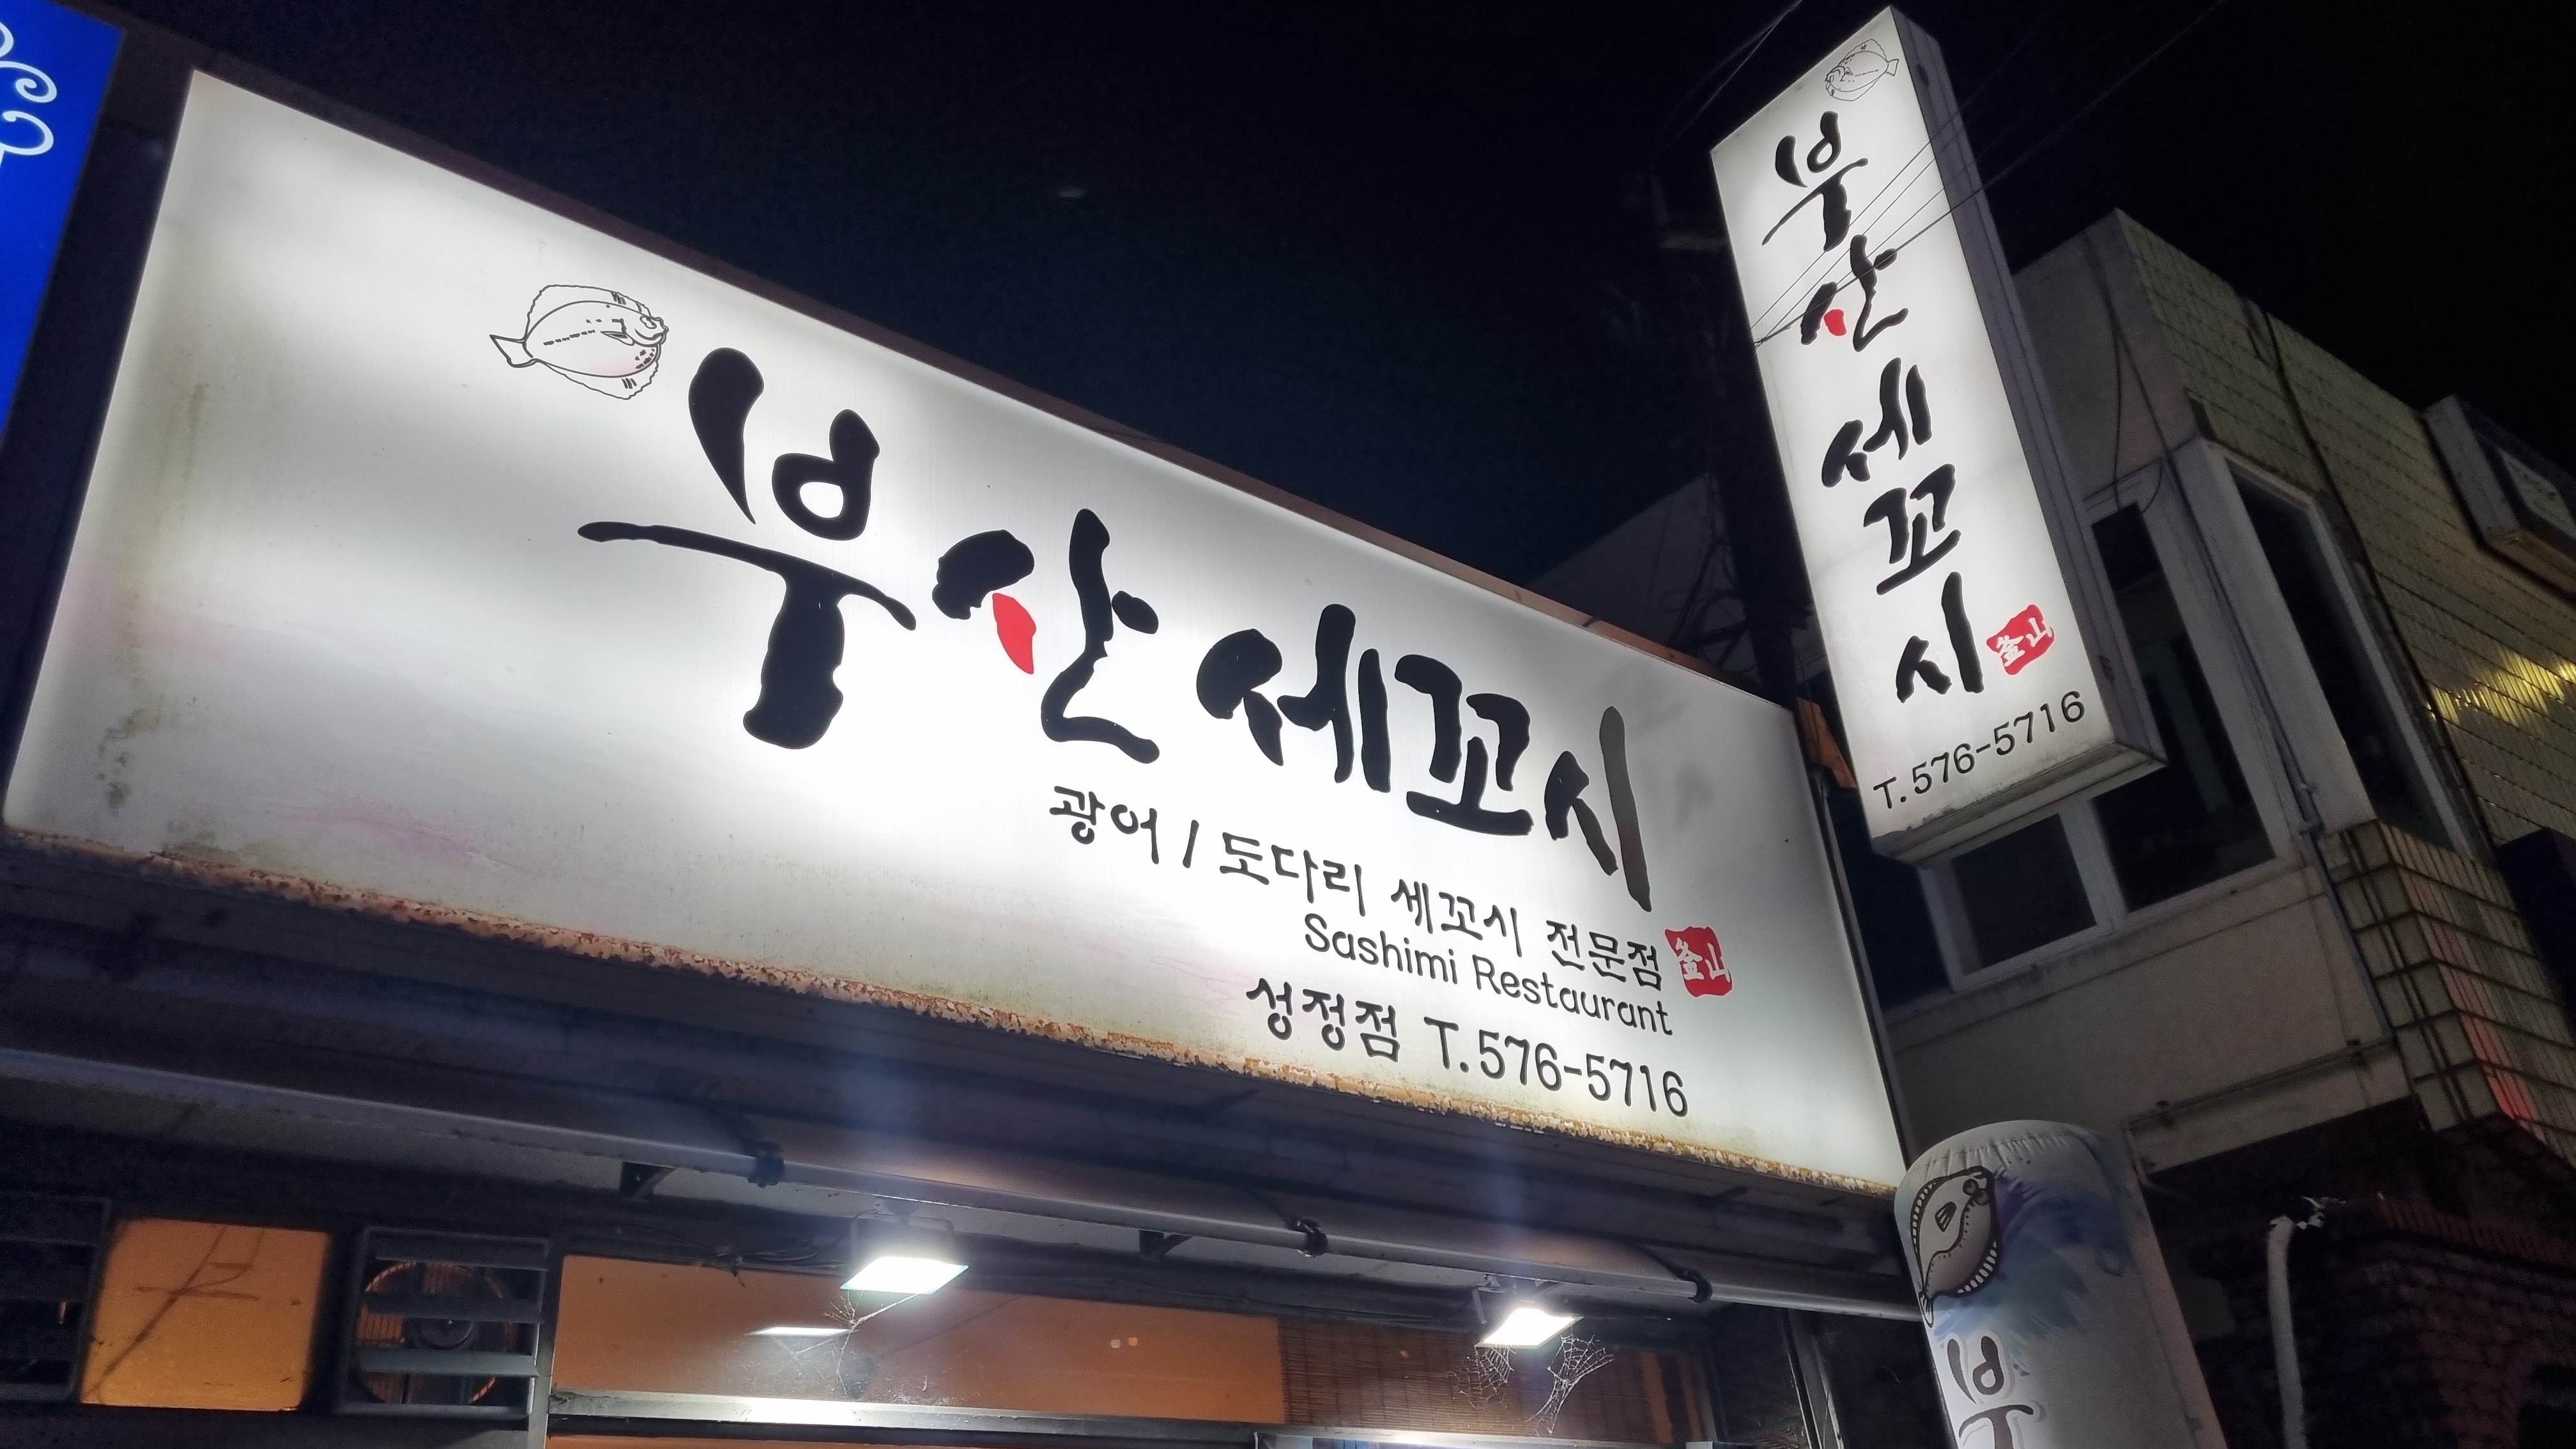 부산 세꼬시
광어 / 도다리 세꼬시 전문점
Sashimi Restaurant
釜山
성정점 T.576-5716
부
산
세
꼬
시
釜山
T.576-5716
부